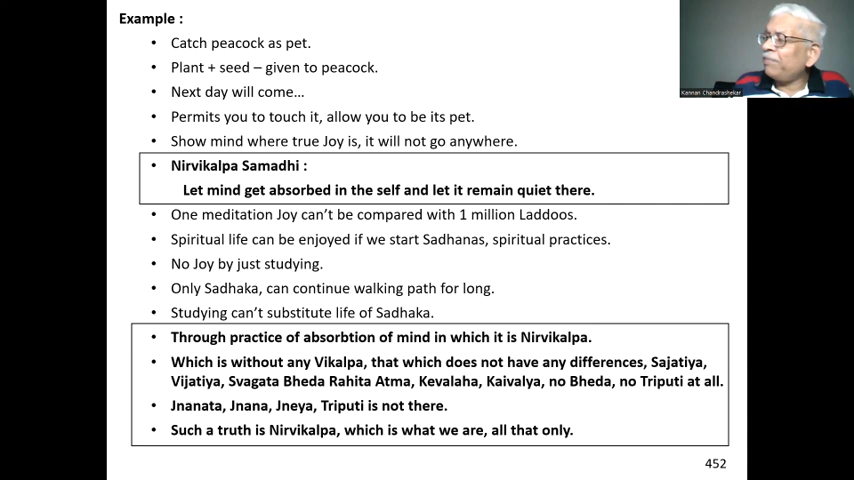 Example :
• Catch peacock as pet.
• Plant + seed – given to peacock.
• Next day will come…
• Permits you to touch it, allow you to be its pet.
• Show mind where true Joy is, it will not go anywhere.
• Nirvikalpa Samadhi :
Let mind get absorbed in the self and let it remain quiet there.
• One meditation Joy can’t be compared with 1 million Laddoos.
• Spiritual life can be enjoyed if we start Sadhanas, spiritual practices.
• No Joy by just studying.
• Only Sadhaka, can continue walking path for long.
• Studying can’t substitute life of Sadhaka.
• Through practice of absorbtion of mind in which it is Nirvikalpa.
• Which is without any Vikalpa, that which does not have any differences, Sajatiya,
Vijatiya, Svagata Bheda Rahita Atma, Kevalaha, Kaivalya, no Bheda, no Triputi at all.
• Jnanata, Jnana, Jneya, Triputi is not there.
• Such a truth is Nirvikalpa, which is what we are, all that only.
452
Kannan Chandrashekar